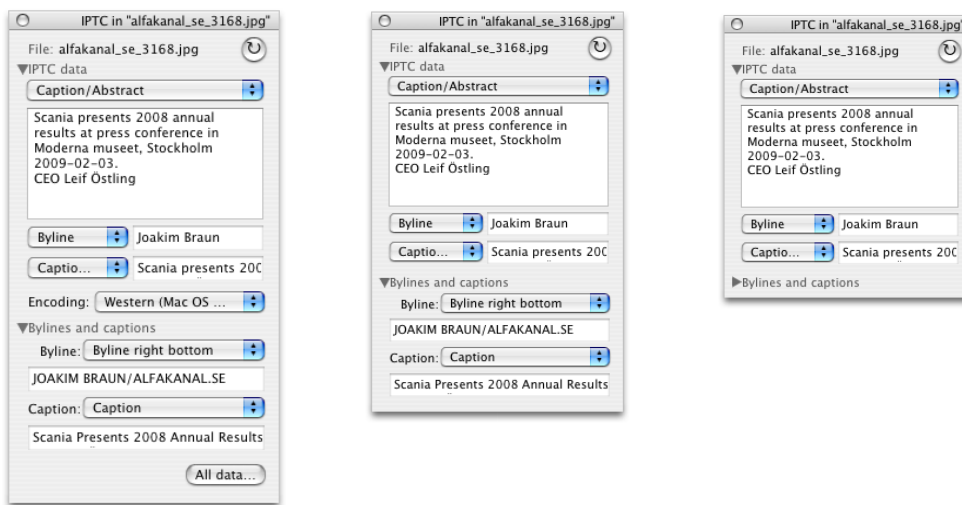 IPTC in "alfakanal_se_3168.jpg"
File: alfakanal_se_3168.jpg
IPTC data
Caption/Abstract
Scania presents 2008 annual
results at press conference in
Moderna museet, Stockholm
2009-02-03.
CEO Leif Östling
Byline
Joakim Braun
Captio...
Scania presents 200
Encoding:
Western (Mac OS ...
Bylines and captions
Byline:
Byline right bottom
JOAKIM BRAUN/ALFAKANAL.SE
Caption:
Caption
Scania Presents 2008 Annual Results
All data...
IPTC in "alfakanal_se_3168.jpg"
File: alfakanal_se_3168.jpg
IPTC data
Caption/Abstract
Scania presents 2008 annual
results at press conference in
Moderna museet, Stockholm
2009-02-03.
CEO Leif Östling
Byline
Joakim Braun
Captio...
Scania presents 200
Bylines and captions
Byline:
Byline right bottom
JOAKIM BRAUN/ALFAKANAL.SE
Caption:
Caption
Scania Presents 2008 Annual Results
IPTC in "alfakanal_se_3168.jpg"
File: alfakanal_se_3168.jpg
IPTC data
Caption/Abstract
Scania presents 2008 annual
results at press conference in
Moderna museet, Stockholm
2009-02-03.
CEO Leif Östling
Byline
Joakim Braun
Captio...
Scania presents 200
Bylines and captions